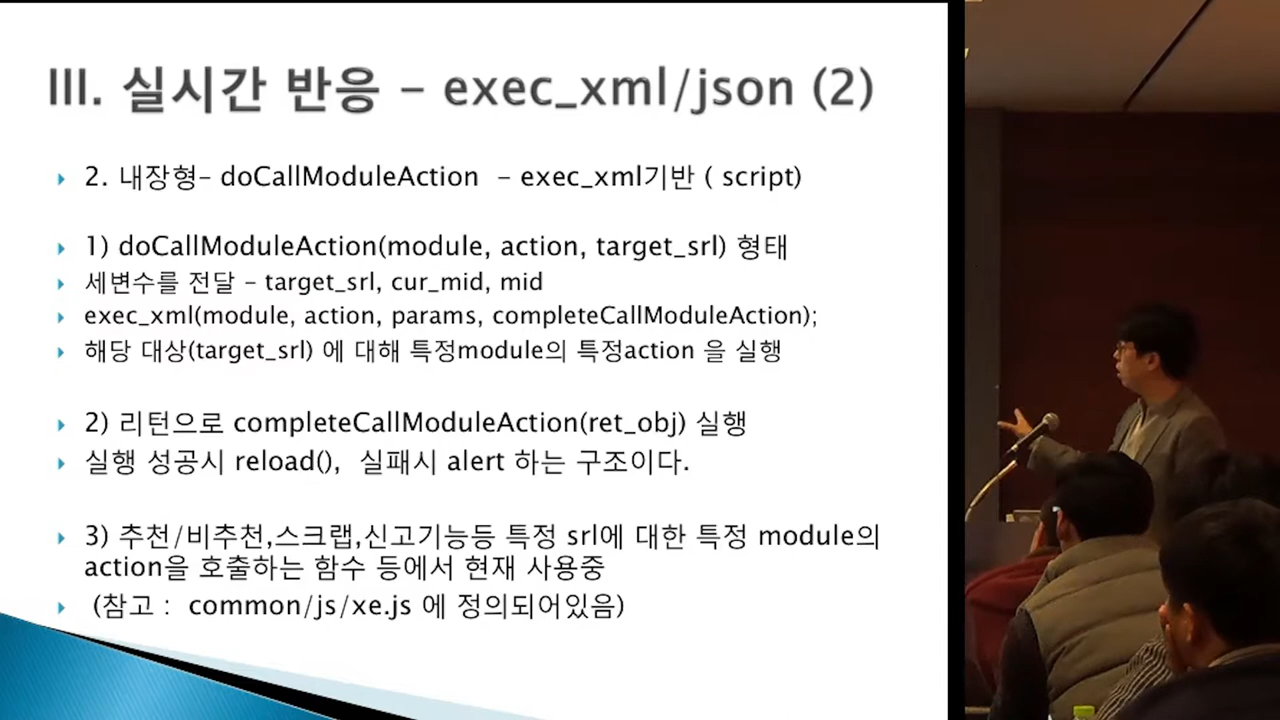 III. 실시간 반응 – exec_xml/json (2)
2. 내장형– doCallModuleAction – exec_xml기반 ( script)
1) doCallModuleAction(module, action, target_srl) 형태
세변수를 전달 – target_srl, cur_mid, mid
exec_xml(module, action, params, completeCallModuleAction);
해당 대상(target_srl) 에 대해 특정module의 특정action 을 실행
2) 리턴으로 completeCallModuleAction(ret_obj) 실행
실행 성공시 reload(), 실패시 alert 하는 구조이다.
3) 추천/비추천,스크랩,신고기능등 특정 srl에 대한 특정 module의
action을 호출하는 함수 등에서 현재 사용중
(참고 : common/js/xe.js 에 정의되어있음)